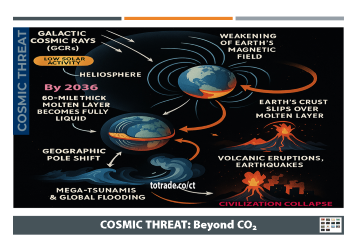 COSMIC THREAT
GALACTIC
COSMIC RAYS
(GCRs)
LOW SOLAR
ACTIVITY
HELIOSPHERE
WEAKENING
OF EARTH'S
MAGNETIC
FIELD
By 2036
60-MILE THICK
MOLTEN LAYER
BECOMES FULLY
LIQUID
EARTH'S CRUST
SLIPS OVER
MOLTEN LAYER
GEOGRAPHIC
POLE SHIFT
VOLCANIC ERUPTIONS,
EARTHQUAKES
totrade.co/ct
MEGA-TSUNAMIS
& GLOBAL FLOODING
CIVILIZATION COLLAPSE
COSMIC THREAT: Beyond CO₂